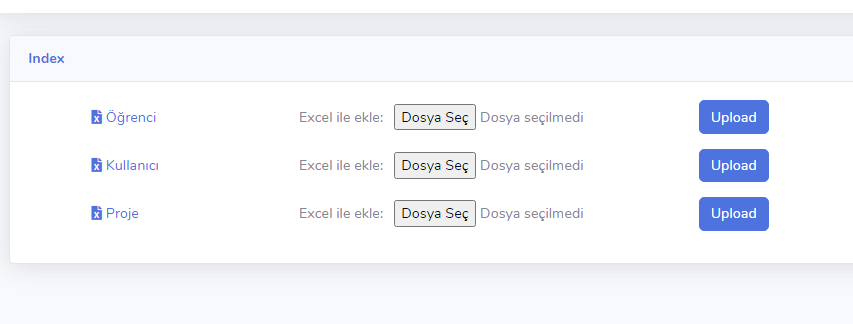 Index
Öğrenci Excel ile ekle: Dosya Seç Dosya seçilmedi Upload
Kullanıcı Excel ile ekle: Dosya Seç Dosya seçilmedi Upload
Proje Excel ile ekle: Dosya Seç Dosya seçilmedi Upload